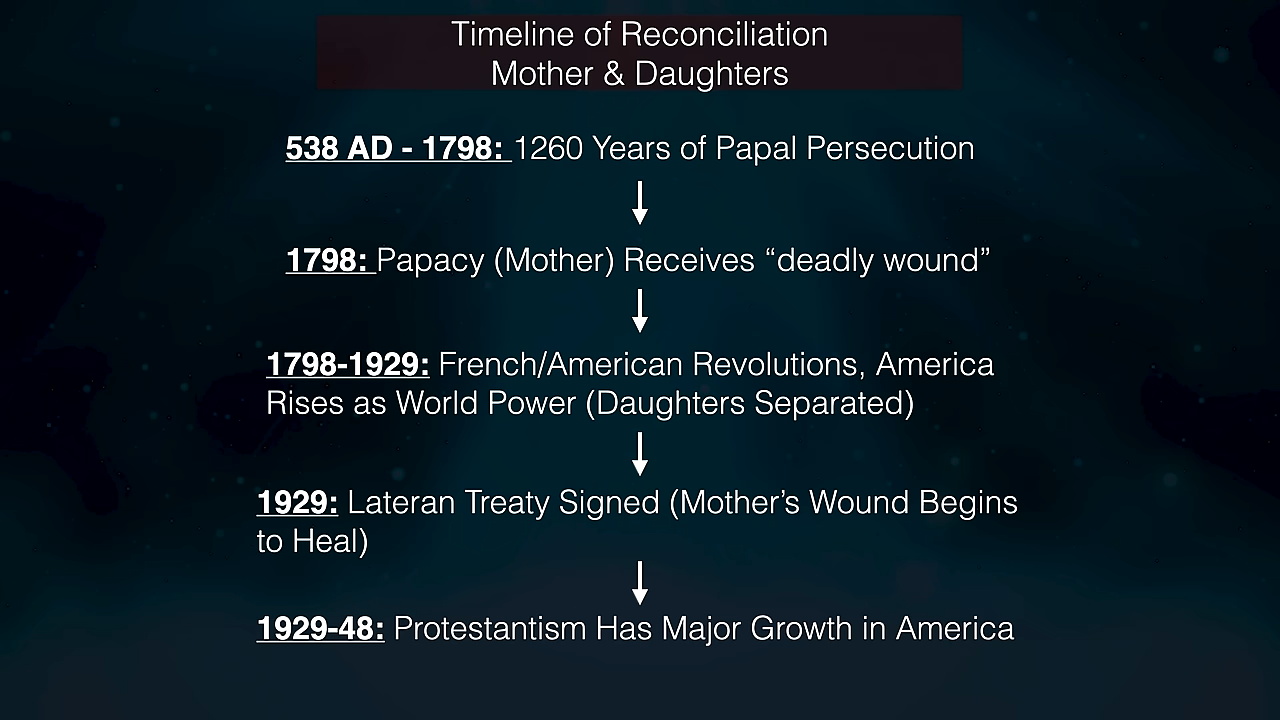 Timeline of Reconciliation
Mother & Daughters
538 AD - 1798: 1260 Years of Papal Persecution
1798: Papacy (Mother) Receives “deadly wound”
1798-1929: French/American Revolutions, America
Rises as World Power (Daughters Separated)
1929: Lateran Treaty Signed (Mother’s Wound Begins
to Heal)
1929-48: Protestantism Has Major Growth in America